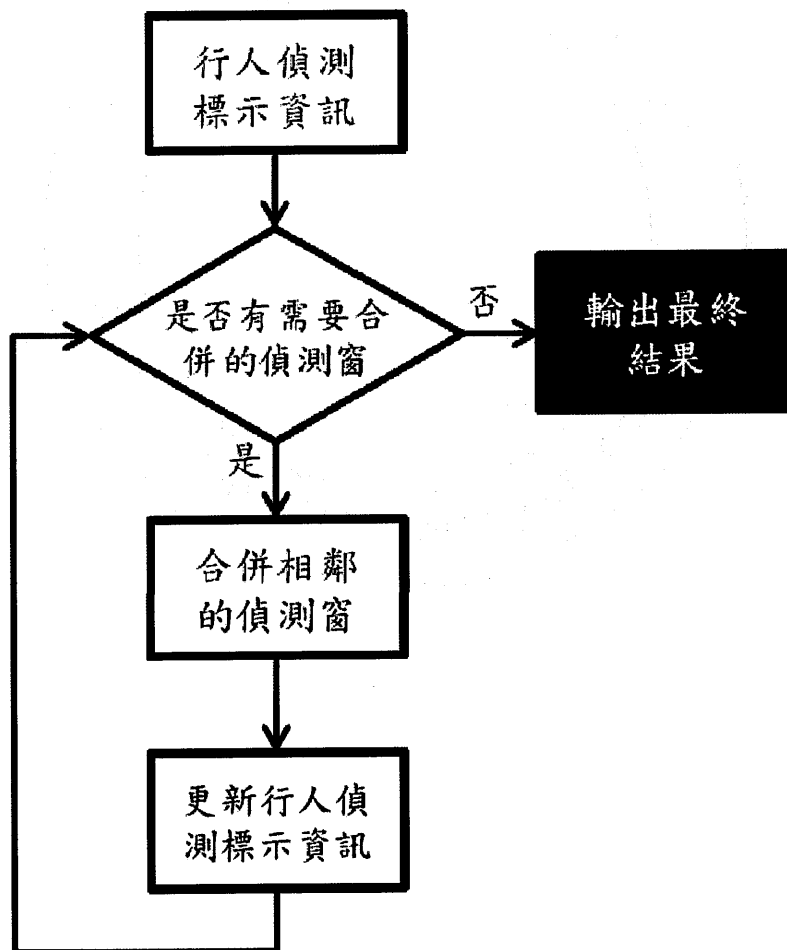 行人偵測
標示資訊
是否有需要合
併的偵測窗
否
輸出最終
結果
是
合併相鄰
的偵測窗
更新行人偵
測標示資訊